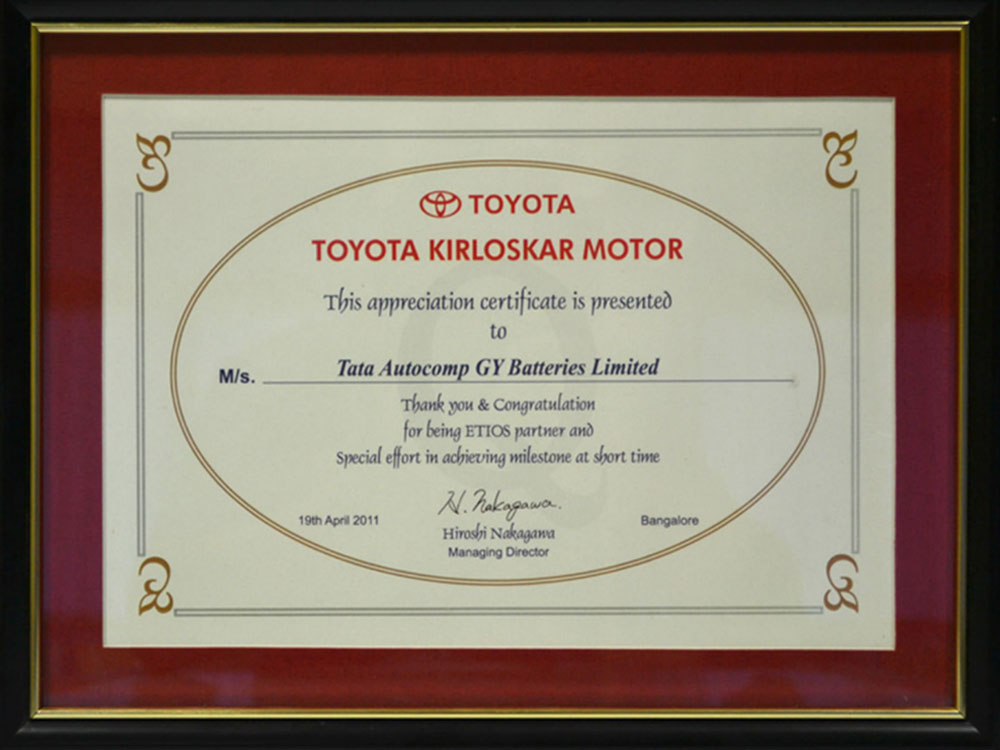 TOYOTA
TOYOTA KIRLOSKAR MOTOR
This appreciation certificate is presented
to
M/s. Tata Autocomp GY Batteries Limited
Thank you & Congratulation
for being ETIOS partner and
Special effort in achieving milestone at short time
H. Nakagawa.
19th April 2011
Bangalore
Hiroshi Nakagawa
Managing Director